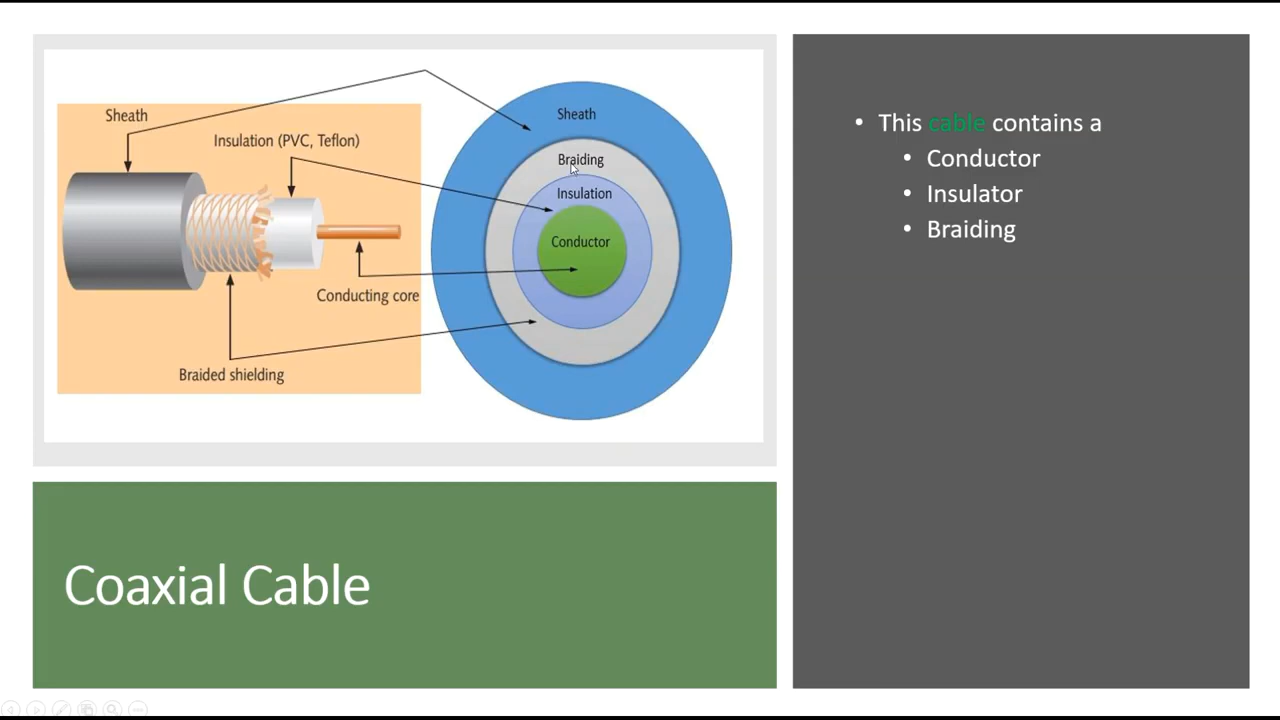 Sheath
Insulation (PVC, Teflon)
Conducting core
Braided shielding
Sheath
Braiding
Insulation
Conductor
Coaxial Cable
• This cable contains a
• Conductor
• Insulator
• Braiding